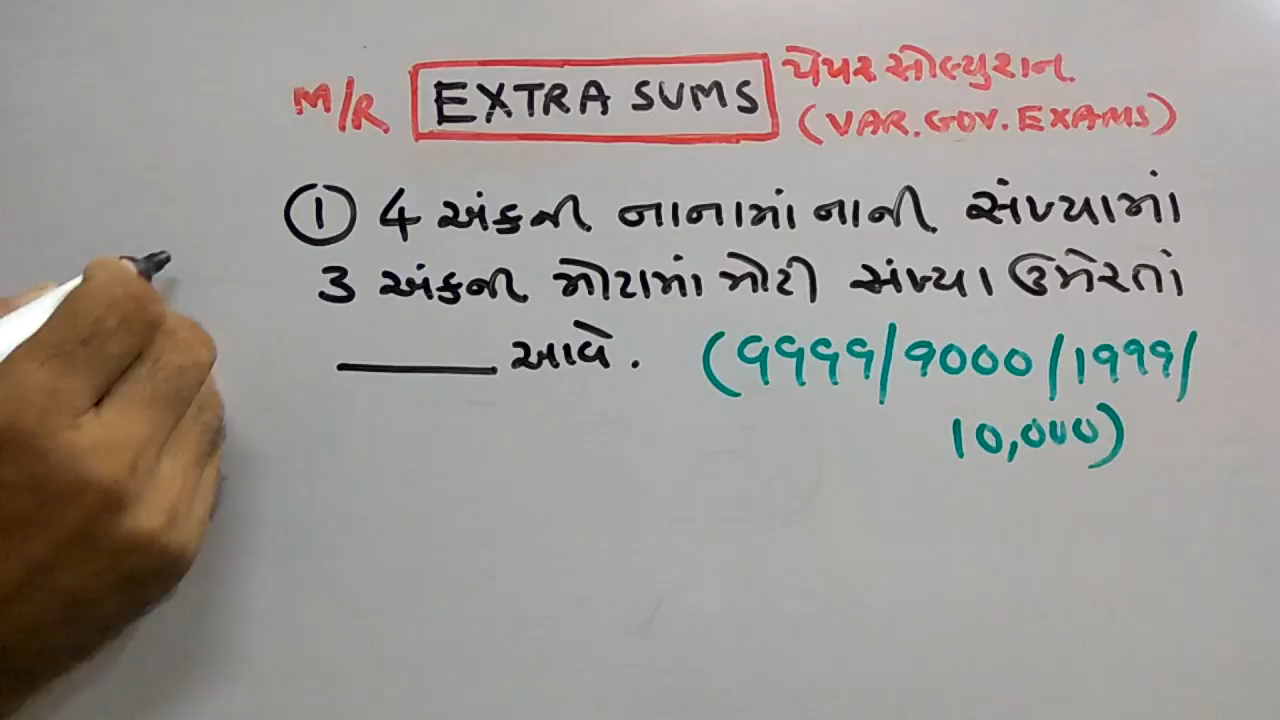 M/R EXTRA SUMS પેપર સોલ્યુશન
(VAR. GOV. EXAMS)
① 4 અંકની નાનામાં નાની સંખ્યામાં
3 અંકની મોટામાં મોટી સંખ્યા ઉમેરતાં
_____ આવે. (9999/9000/1999/
10,000)